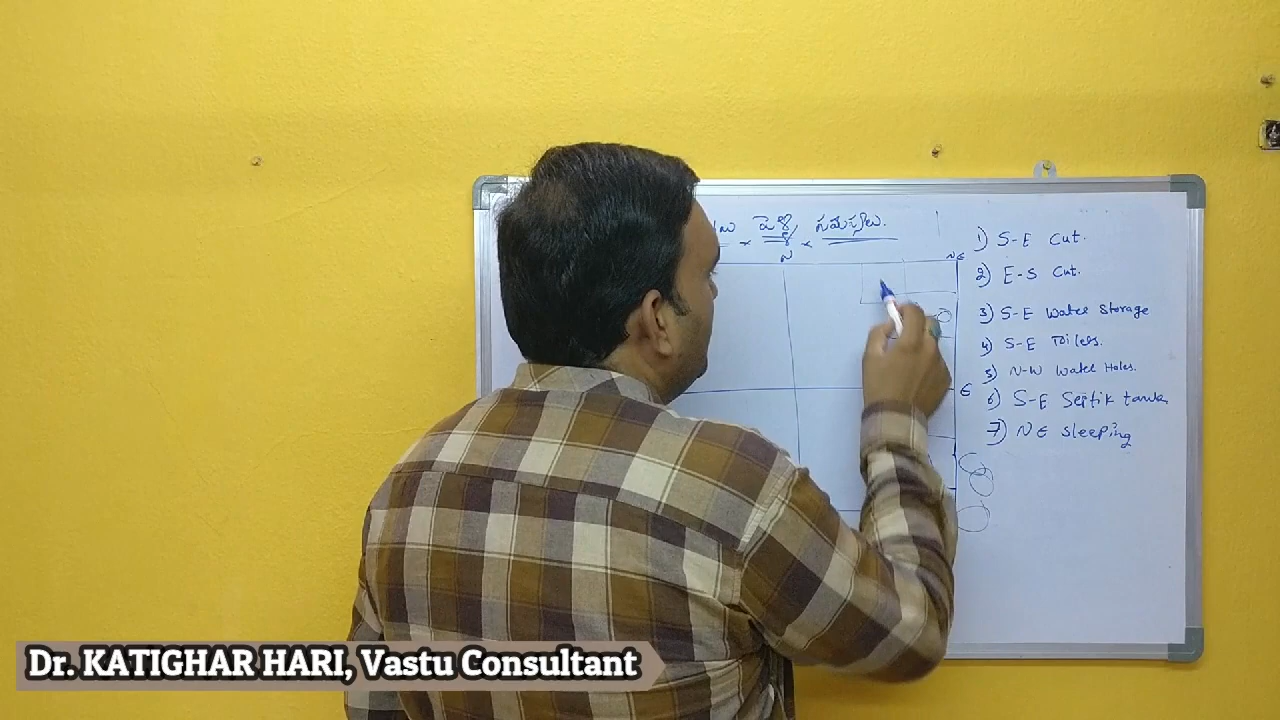 పెళ్ళి సమస్యలు.
N
NE
E
1) S-E Cut.
2) E-S Cut.
3) S-E Water Storage
4) S-E Toilets.
5) N-W Water Holes.
6) S-E Septik tank
7) NE Sleeping
Dr. KATIGHAR HARI, Vastu Consultant